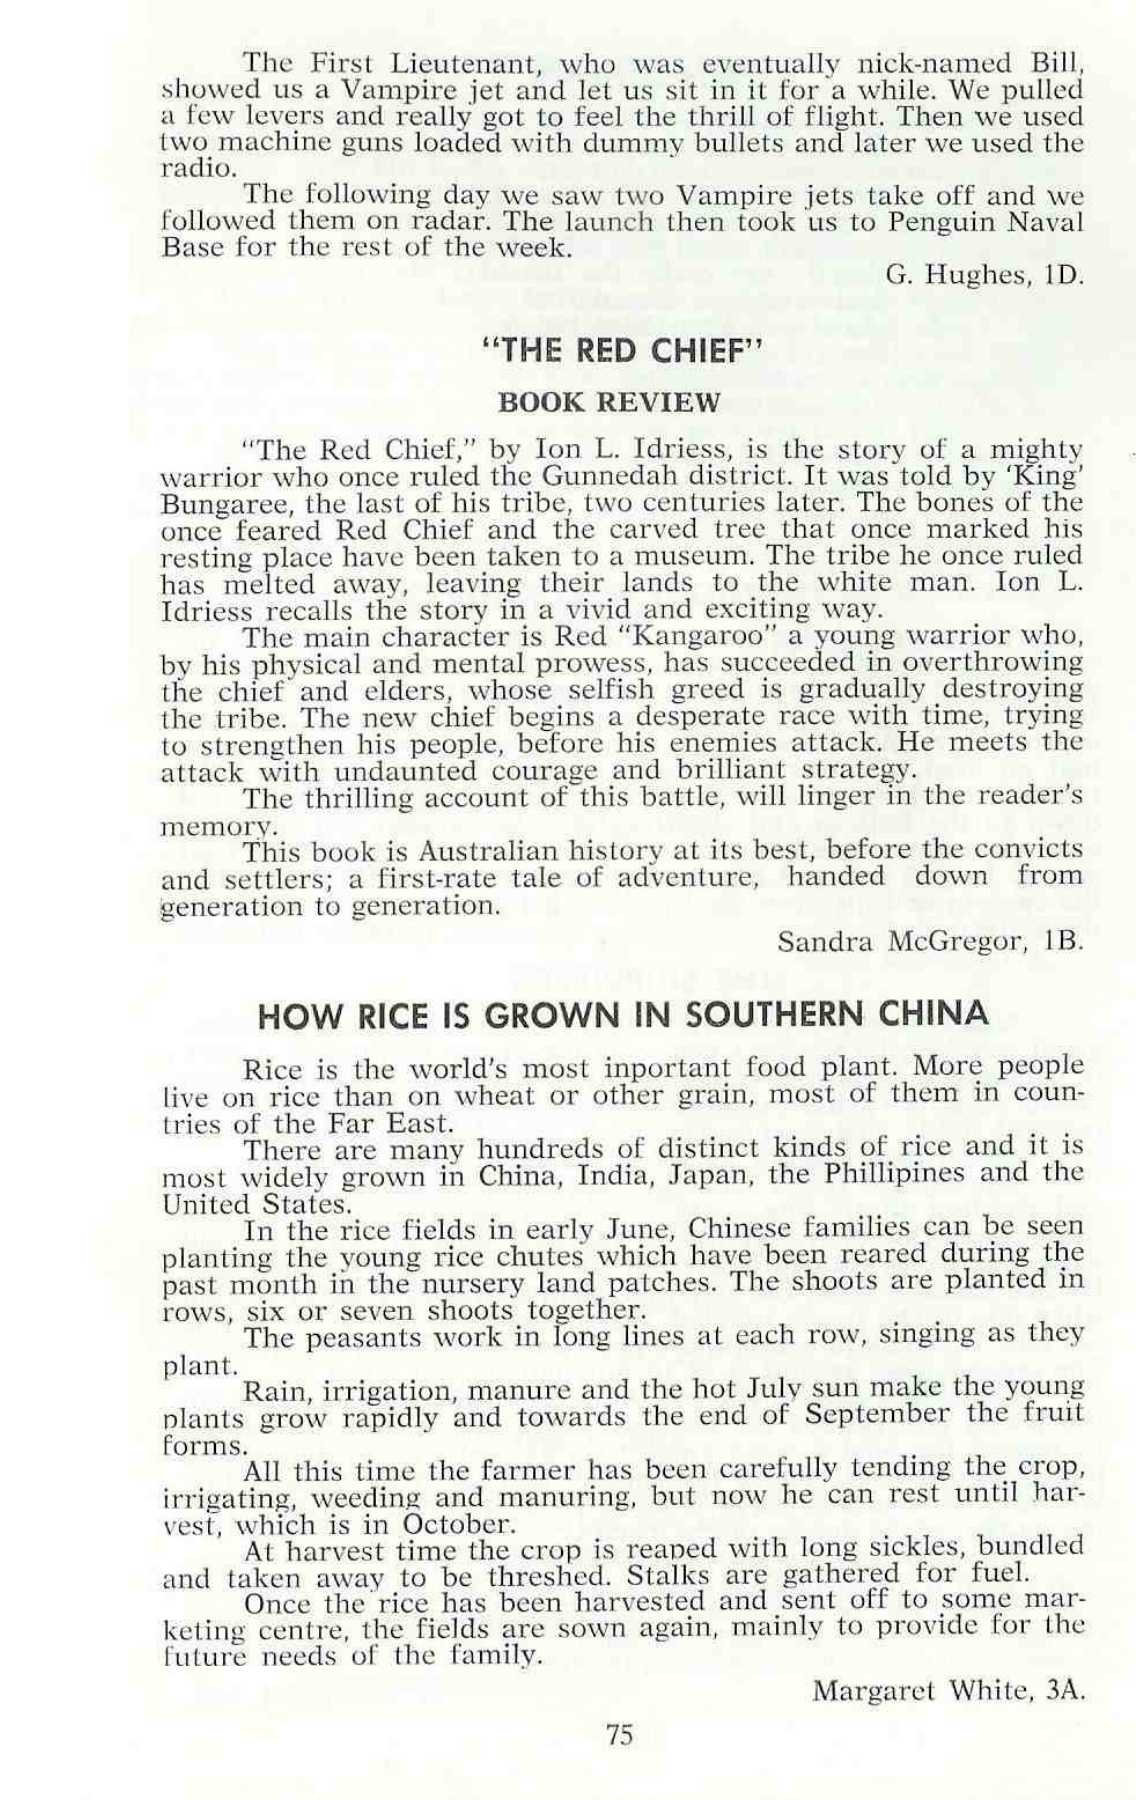 The First Lieutenant, who was eventually nick-named Bill,
showed us a Vampire jet and let us sit in it for a while. We pulled
a few levers and really got to feel the thrill of flight. Then we used
two machine guns loaded with dummy bullets and later we used the
radio.
The following day we saw two Vampire jets take off and we
followed them on radar. The launch then took us to Penguin Naval
Base for the rest of the week.
G. Hughes, 1D.
"THE RED CHIEF"
BOOK REVIEW
"The Red Chief," by Ion L. Idriess, is the story of a mighty
warrior who once ruled the Gunnedah district. It was told by 'King'
Bungaree, the last of his tribe, two centuries later. The bones of the
once feared Red Chief and the carved tree that once marked his
resting place have been taken to a museum. The tribe he once ruled
has melted away, leaving their lands to the white man. Ion L.
Idriess recalls the story in a vivid and exciting way.
The main character is Red "Kangaroo" a young warrior who,
by his physical and mental prowess, has succeeded in overthrowing
the chief and elders, whose selfish greed is gradually destroying
the tribe. The new chief begins a desperate race with time, trying
to strengthen his people, before his enemies attack. He meets the
attack with undaunted courage and brilliant strategy.
The thrilling account of this battle, will linger in the reader's
memory.
This book is Australian history at its best, before the convicts
and settlers; a first-rate tale of adventure, handed down from
generation to generation.
Sandra McGregor, 1B.
HOW RICE IS GROWN IN SOUTHERN CHINA
Rice is the world's most inportant food plant. More people
live on rice than on wheat or other grain, most of them in coun-
tries of the Far East.
There are many hundreds of distinct kinds of rice and it is
most widely grown in China, India, Japan, the Phillipines and the
United States.
In the rice fields in early June, Chinese families can be seen
planting the young rice chutes which have been reared during the
past month in the nursery land patches. The shoots are planted in
rows, six or seven shoots together.
The peasants work in long lines at each row, singing as they
plant.
Rain, irrigation, manure and the hot July sun make the young
plants grow rapidly and towards the end of September the fruit
forms.
All this time the farmer has been carefully tending the crop,
irrigating, weeding and manuring, but now he can rest until har-
vest, which is in October.
At harvest time the crop is reaped with long sickles, bundled
and taken away to be threshed. Stalks are gathered for fuel.
Once the rice has been harvested and sent off to some mar-
keting centre, the fields are sown again, mainly to provide for the
future needs of the family.
Margaret White, 3A.
75